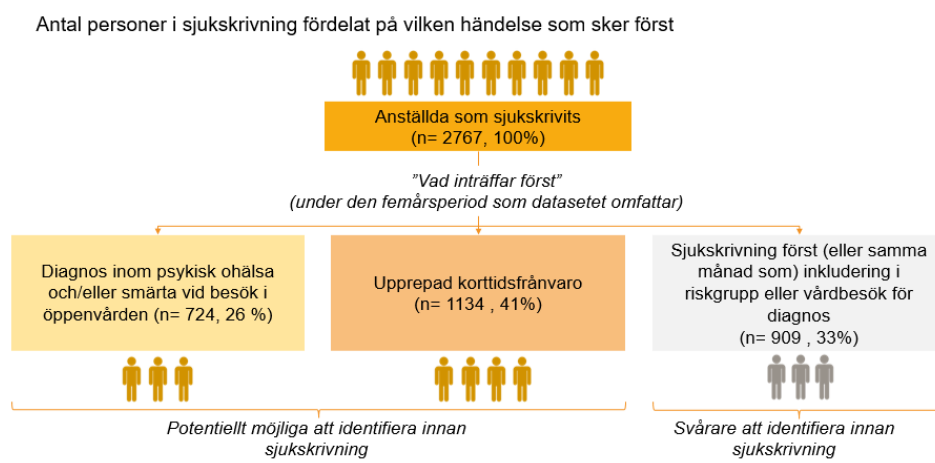 Antal personer i sjukskrivning fördelat på vilken händelse som sker först
Anställda som sjukskrivits
(n= 2767, 100%)
”Vad inträffar först”
(under den femårsperiod som datasetet omfattar)
Diagnos inom psykisk ohälsa
och/eller smärta vid besök i
öppenvården (n= 724, 26 %)
Upprepad korttidsfrånvaro
(n= 1134 , 41%)
Sjukskrivning först (eller samma
månad som) inkludering i
riskgrupp eller vårdbesök för
diagnos
(n= 909 , 33%)
Potentiellt möjliga att identifiera innan
sjukskrivning
Svårare att identifiera innan
sjukskrivning